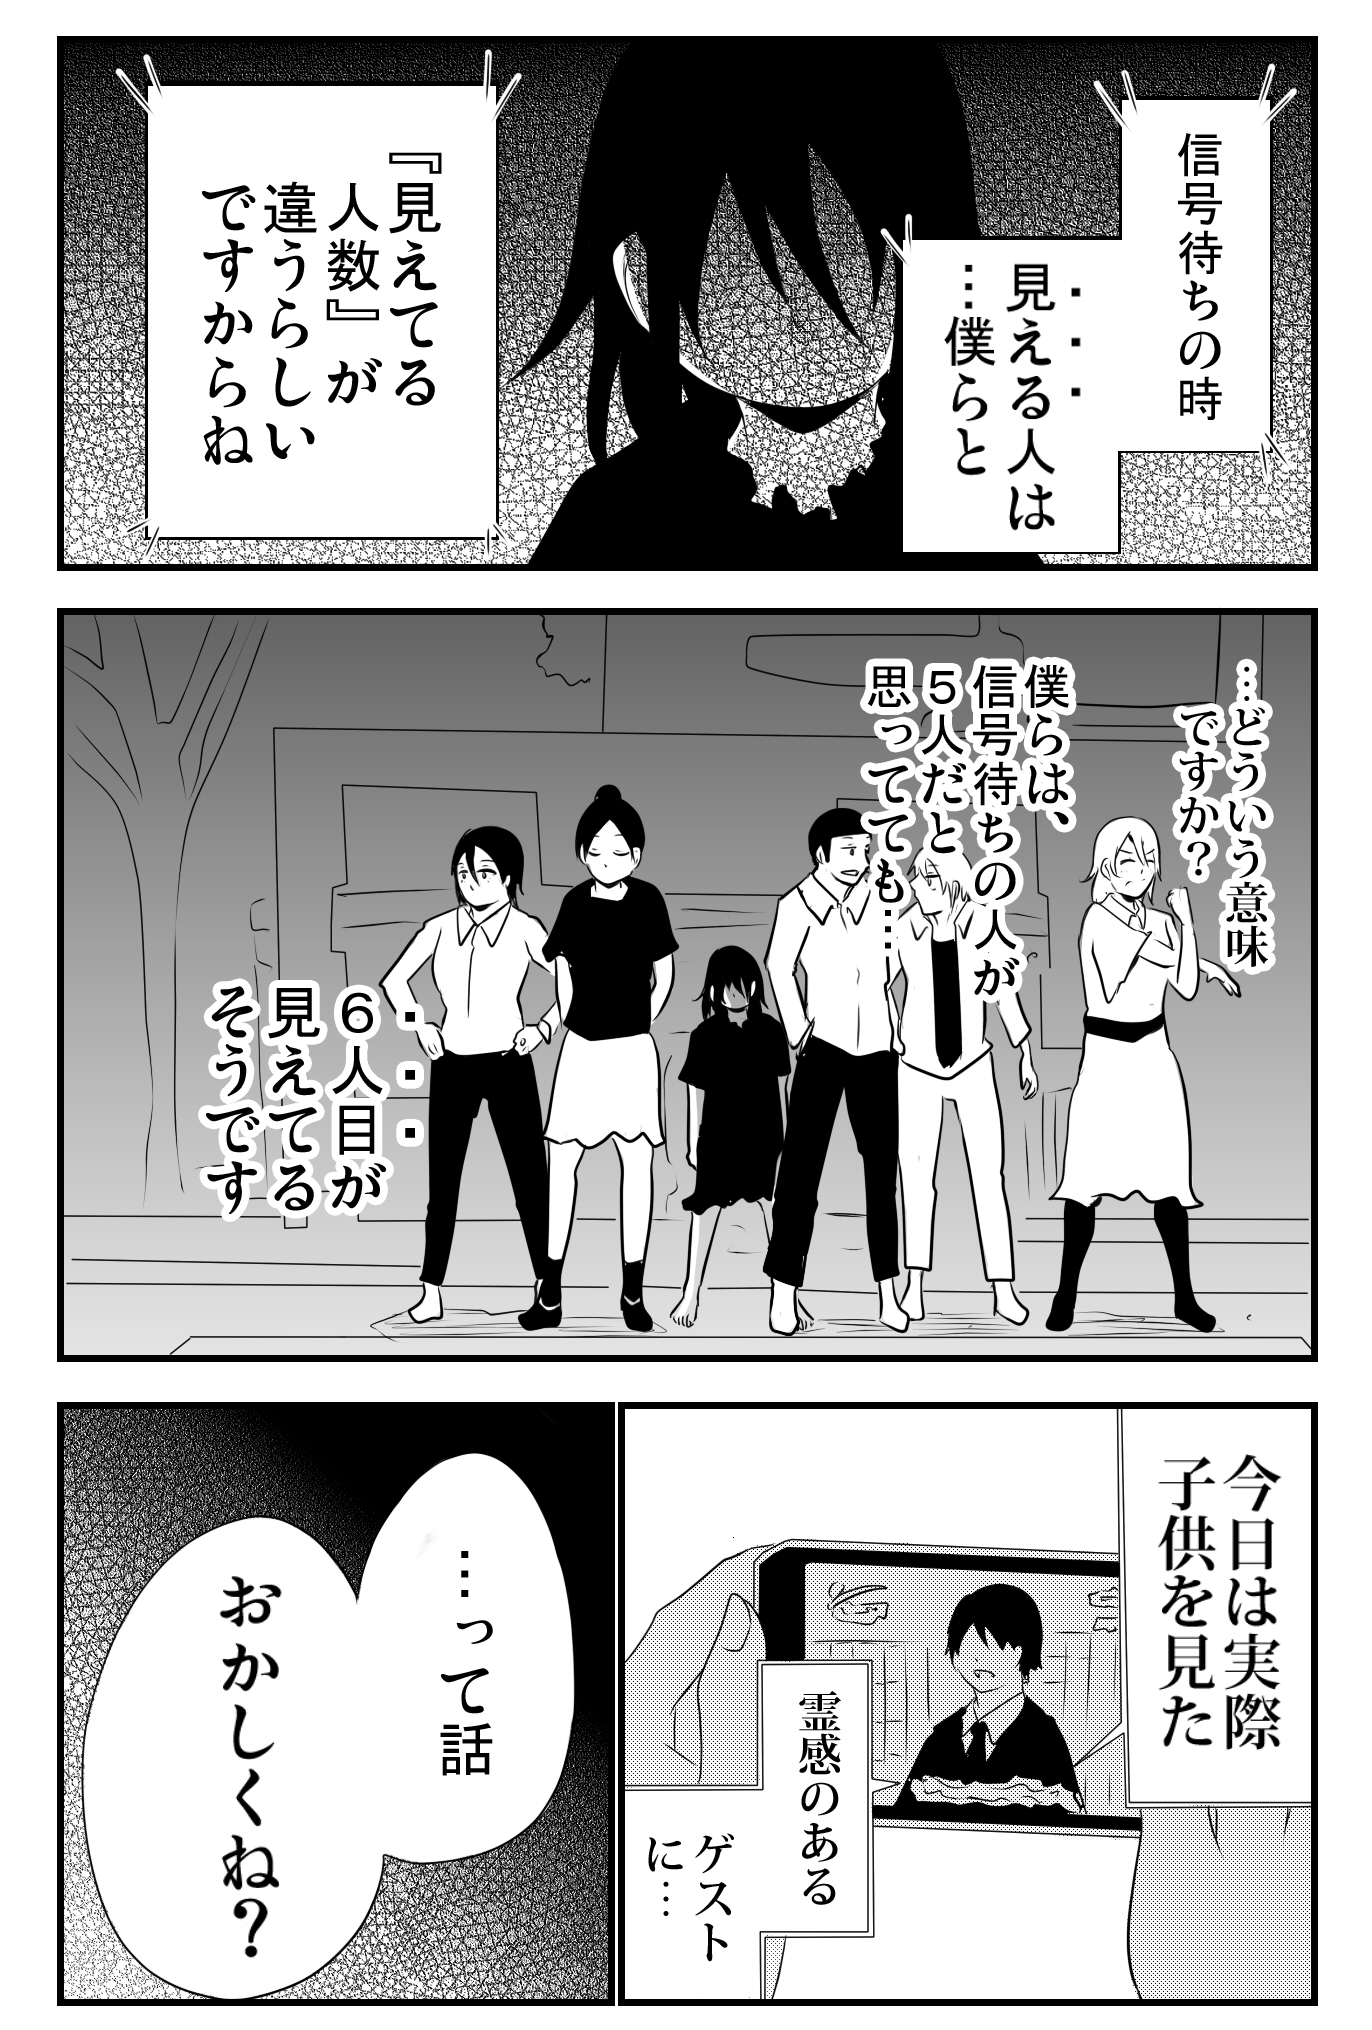 信号待ちの時
見える人は
…僕らと
『見えてる
人数』が
違うらしい
ですからね
…どういう意味
ですか？
僕らは、
信号待ちの人が
５人だと
思ってても…
６人目が
見えてる
そうです
今日は実際
子供を見た
霊感のある
ゲスト
に…
…って話
おかしくね？